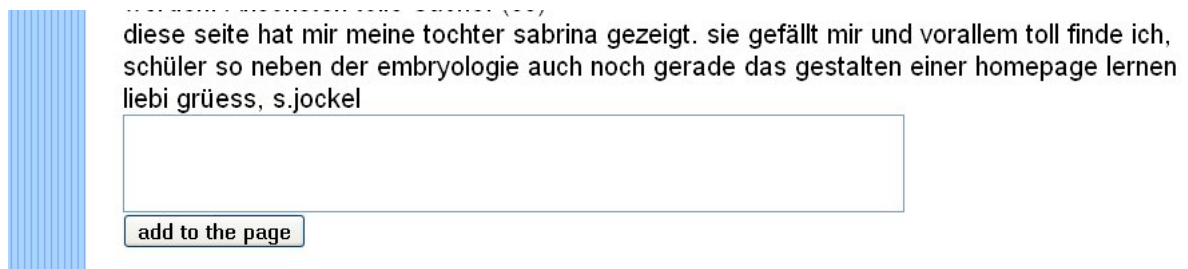 diese seite hat mir meine tochter sabrina gezeigt. sie gefällt mir und vorallem toll finde ich,
schüler so neben der embryologie auch noch gerade das gestalten einer homepage lernen
liebi grüess, s.jockel
add to the page